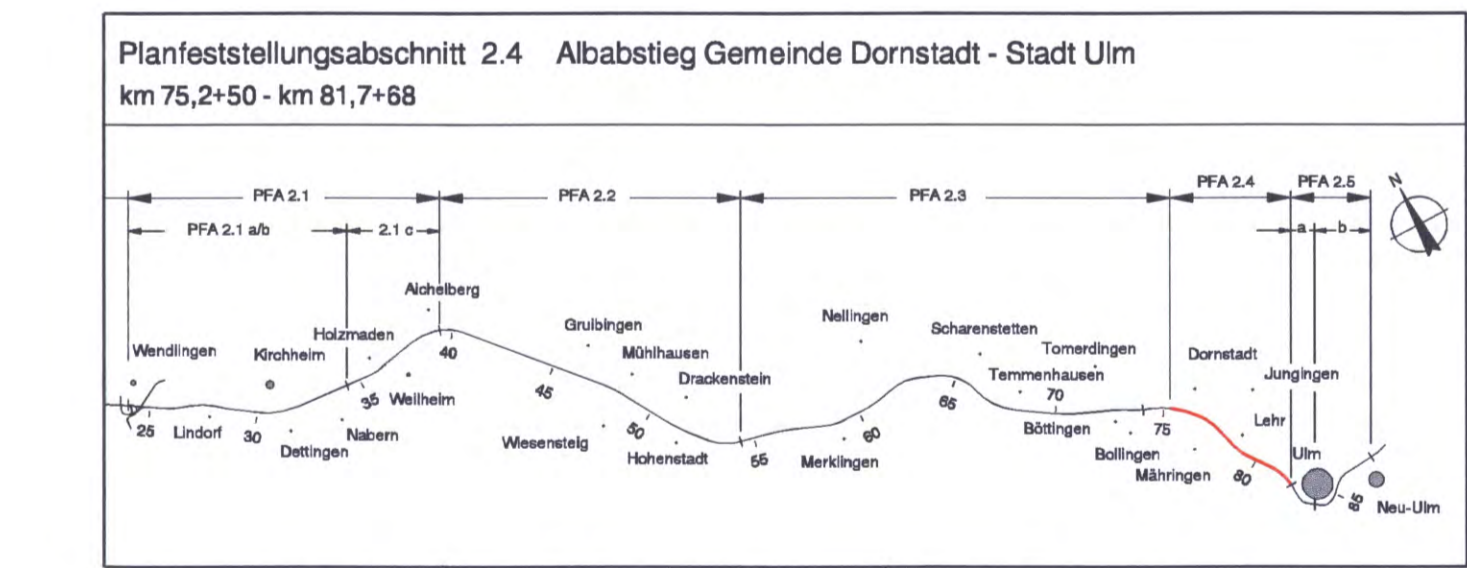 Planfeststellungsabschnitt 2.4 Albabstieg Gemeinde Dornstadt - Stadt Ulm
km 75,2+50 - km 81,7+68
PFA 2.1
PFA 2.2
PFA 2.3
PFA 2.4
PFA 2.5
N
PFA 2.1 a/b
2.1 c
a
b
Aichelberg
Holzmaden
Wendlingen
Kirchheim
40
Gruibingen
Mühlhausen
Drackenstein
Nellingen
Scharenstetten
Tomerdingen
Temmenhausen
Dornstadt
Jungingen
25
Lindorf
30
Dettingen
Nabern
35
Weilheim
45
Wiesensteig
50
Hohenstadt
55
Merklingen
60
65
70
Böttingen
Bollingen
Mähringen
75
Lehr
80
Ulm
85
Neu-Ulm